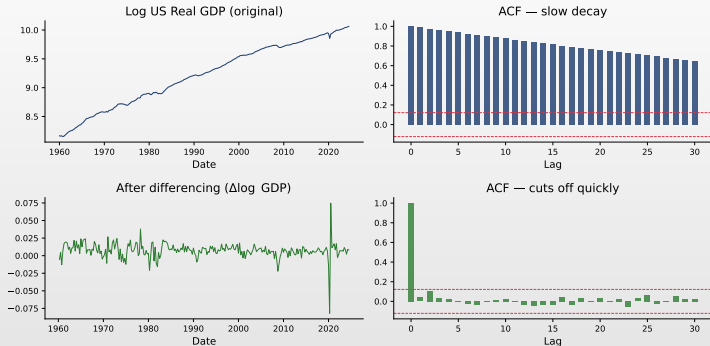 Log US Real GDP (original)
10.0
9.5
9.0
8.5
1960 1970 1980 1990 2000 2010 2020
Date
ACF — slow decay
1.0
0.8
0.6
0.4
0.2
0.0
0 5 10 15 20 25 30
Lag
After differencing (Δlog GDP)
0.075
0.050
0.025
0.000
−0.025
−0.050
−0.075
1960 1970 1980 1990 2000 2010 2020
Date
ACF — cuts off quickly
1.0
0.8
0.6
0.4
0.2
0.0
0 5 10 15 20 25 30
Lag